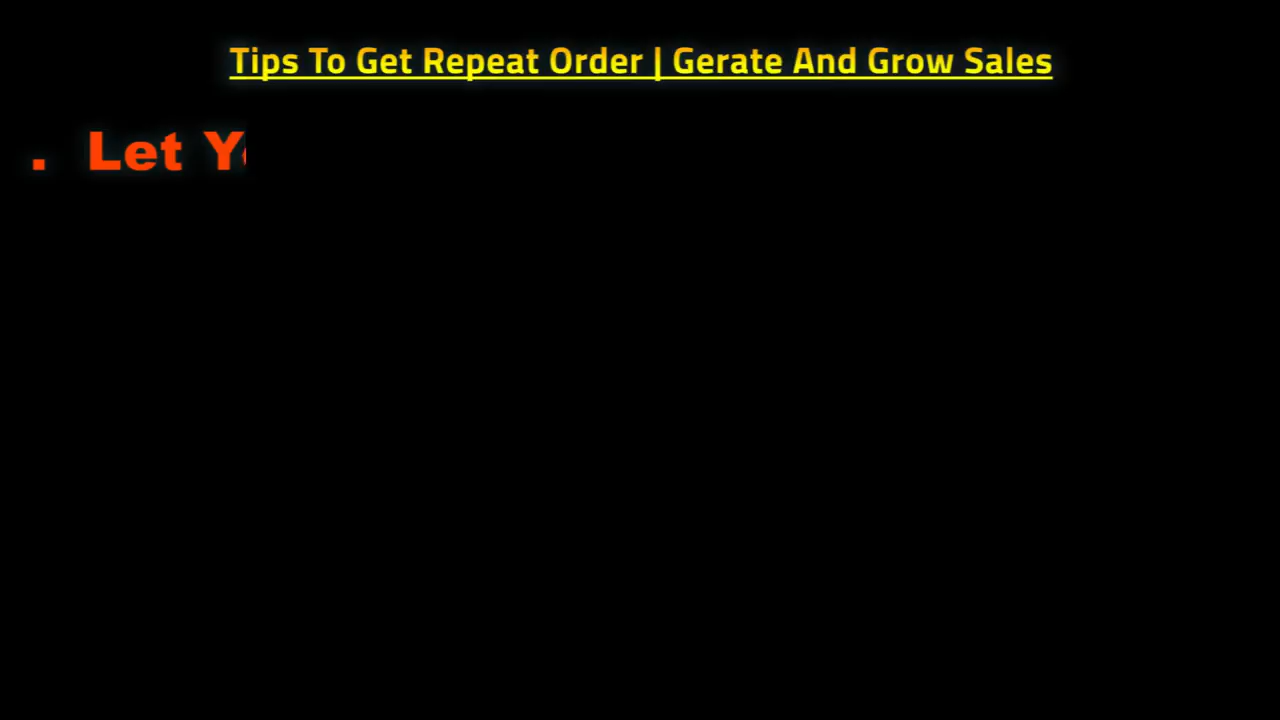 Tips To Get Repeat Order | Gerate And Grow Sales
. Let